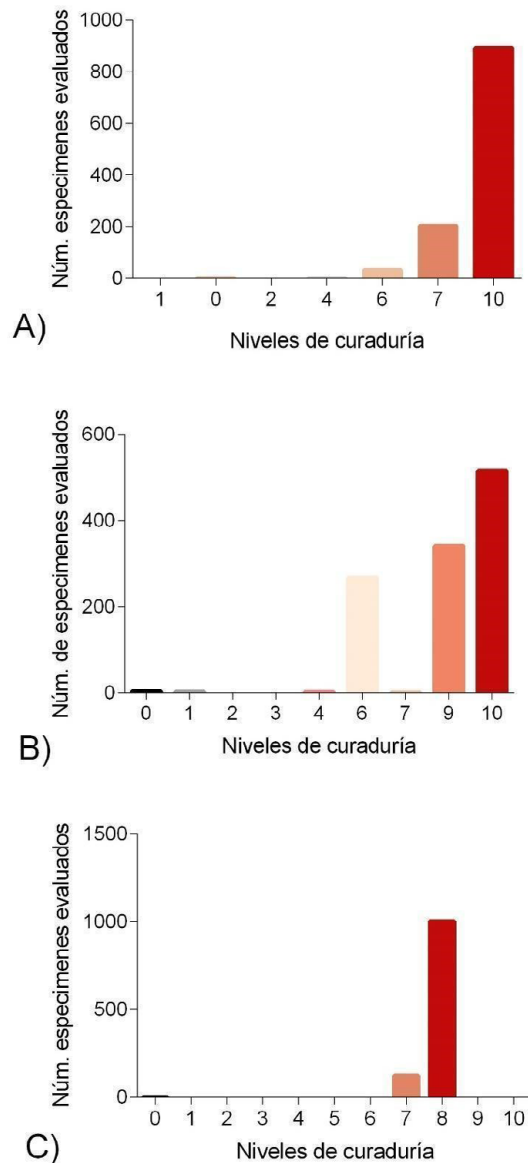 Núm. especimenes evaluados
1000
800
600
400
200
0
1 0 2 4 6 7 10
Niveles de curaduría
A)
Núm. de especimenes evaluados
600
400
200
0
0 1 2 3 4 6 7 9 10
Niveles de curaduría
B)
Núm. especimenes evaluados
1500
1000
500
0
0 1 2 3 4 5 6 7 8 9 10
Niveles de curaduría
C)